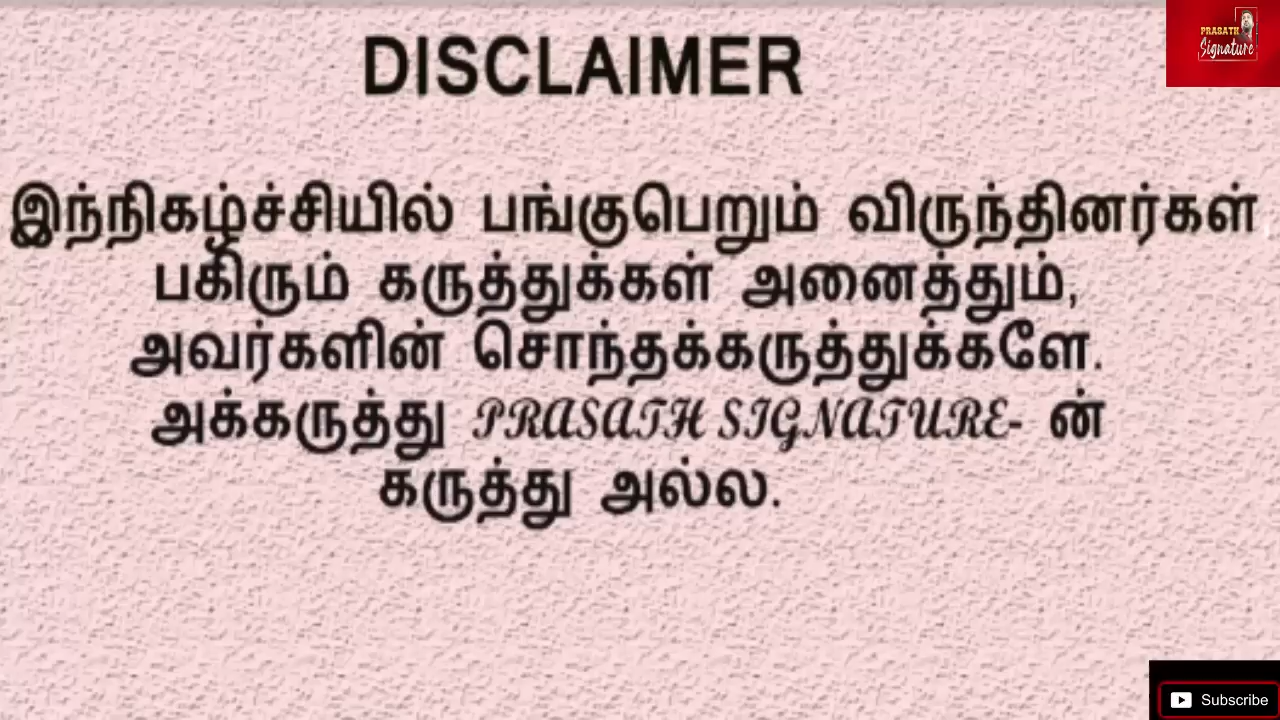 PRASATH
Signature
DISCLAIMER
இந்நிகழ்ச்சியில் பங்குபெறும் விருந்தினர்கள்
பகிரும் கருத்துக்கள் அனைத்தும்,
அவர்களின் சொந்தக்கருத்துக்களே.
அக்கருத்து PRASATH SIGNATURE- ன்
கருத்து அல்ல.
Subscribe